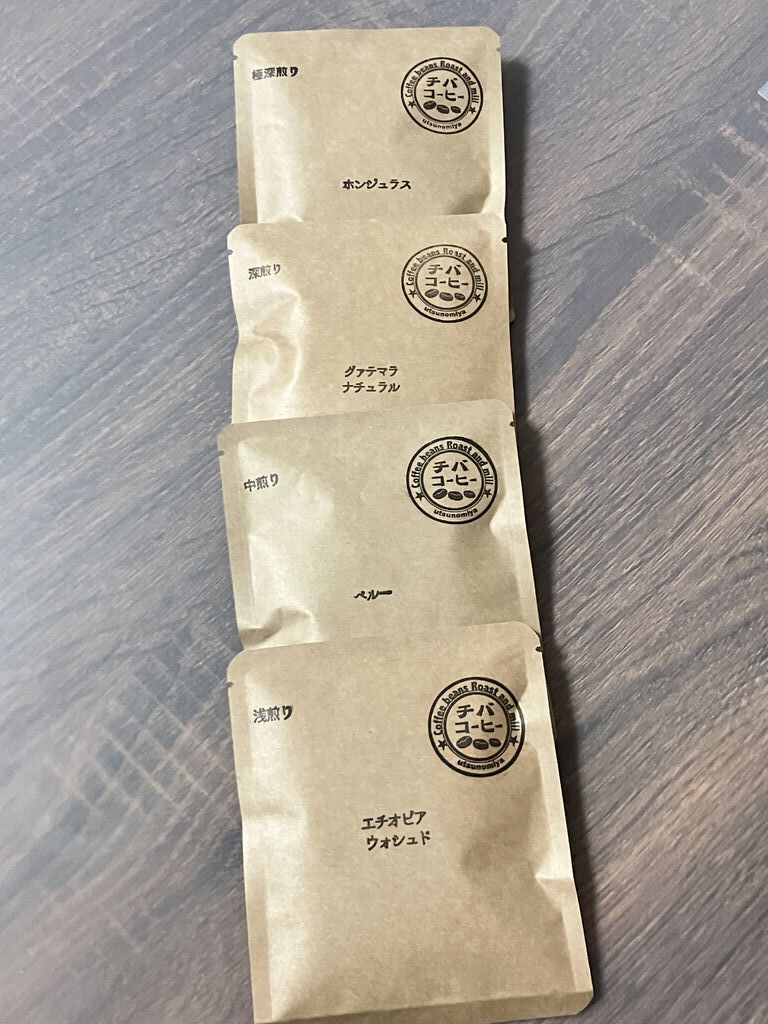 極深煎り
Coffee beans Roast and mill
チバ
コーヒー
utsunomiya
ホンジュラス
深煎り
Coffee beans Roast and mill
チバ
コーヒー
utsunomiya
グァテマラ
ナチュラル
中煎り
Coffee beans Roast and mill
チバ
コーヒー
utsunomiya
ペルー
浅煎り
Coffee beans Roast and mill
チバ
コーヒー
utsunomiya
エチオピア
ウォシュド